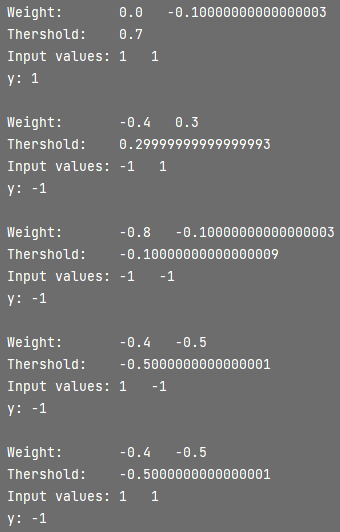 Weight:       0.0   -0.10000000000000003
Thershold:    0.7
Input values: 1   1
y: 1

Weight:       -0.4   0.3
Thershold:    0.29999999999999993
Input values: -1   1
y: -1

Weight:       -0.8   -0.10000000000000003
Thershold:    -0.10000000000000009
Input values: -1   -1
y: -1

Weight:       -0.4   -0.5
Thershold:    -0.5000000000000001
Input values: 1   -1
y: -1

Weight:       -0.4   -0.5
Thershold:    -0.5000000000000001
Input values: 1   1
y: -1